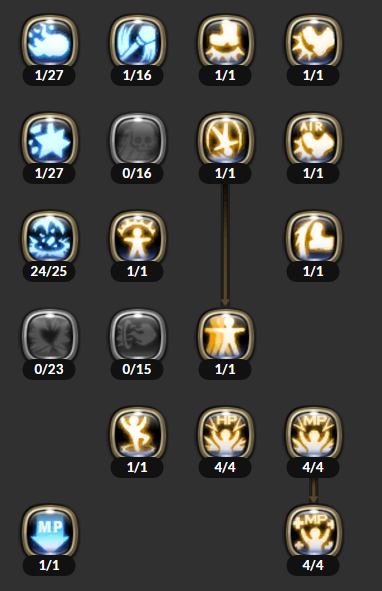 1/27 1/16 1/1 1/1
AIR
1/27 0/16 1/1 1/1
24/25 1/1 1/1
0/23 0/15 1/1
HP MP
1/1 4/4 4/4
MP MP
1/1 4/4